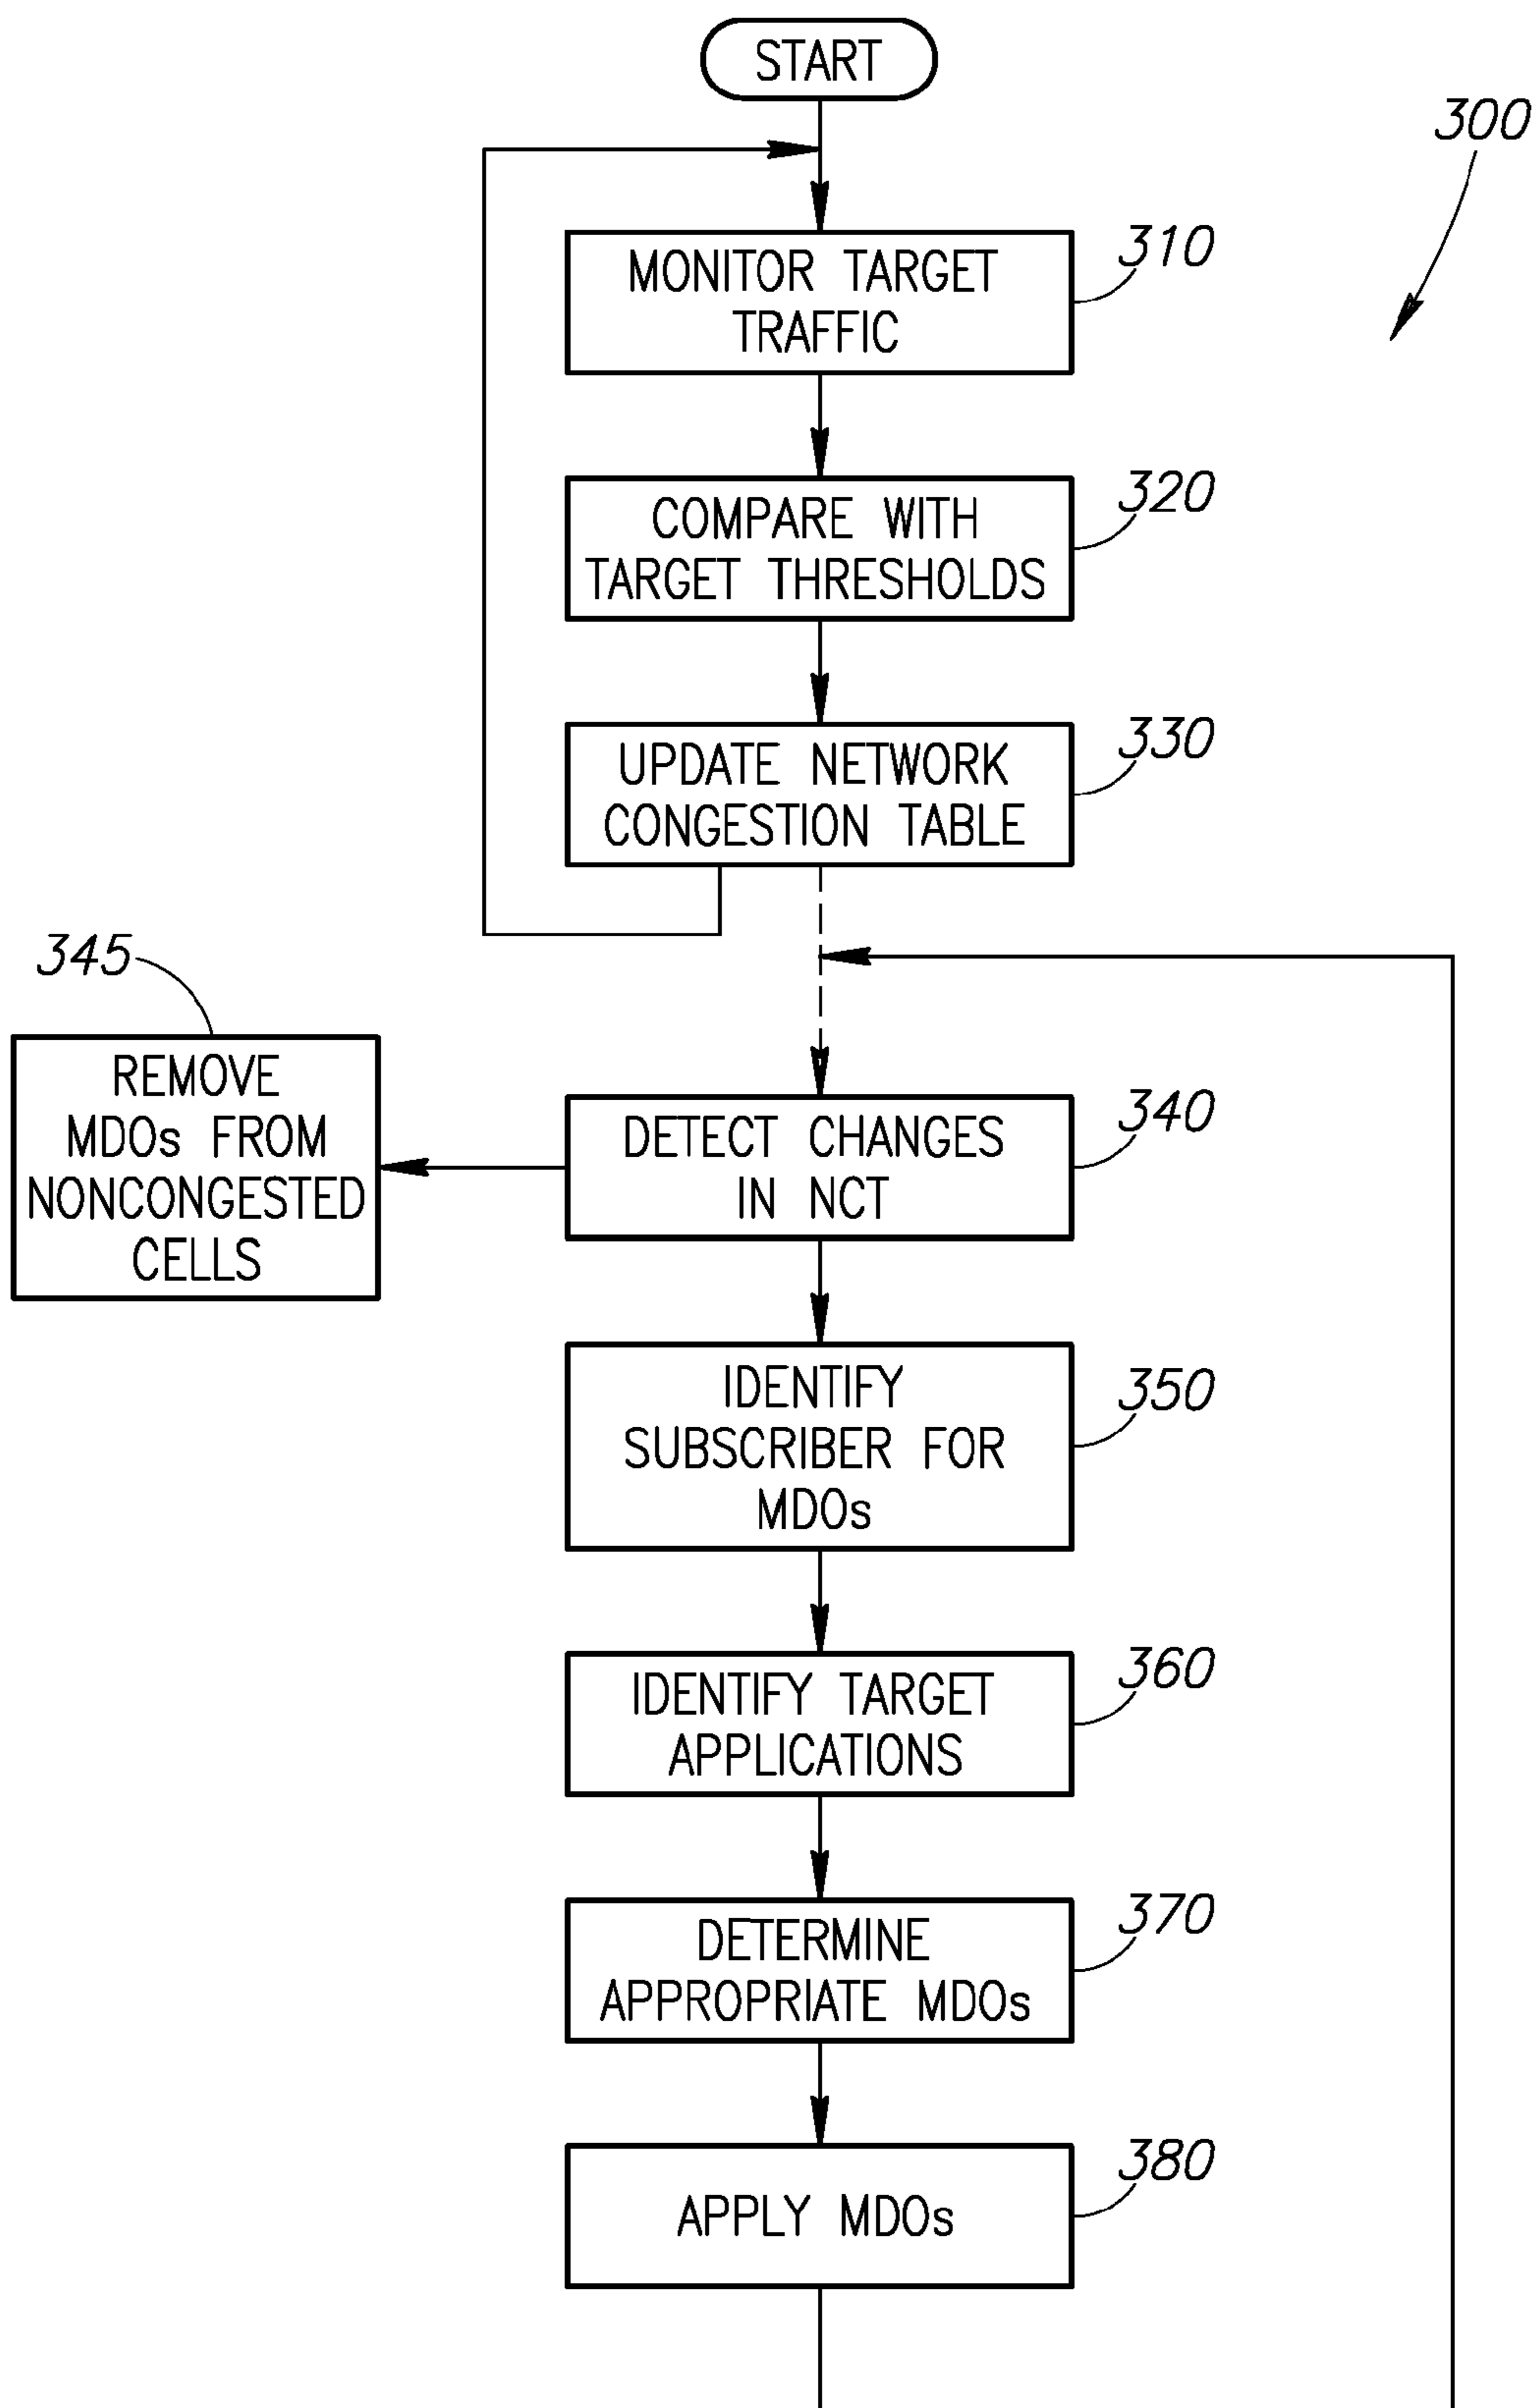 START
300
MONITOR TARGET
TRAFFIC
310
COMPARE WITH
TARGET THRESHOLDS
320
UPDATE NETWORK
CONGESTION TABLE
330
345
REMOVE
MDOs FROM
NONCONGESTED
CELLS
DETECT CHANGES
IN NCT
340
IDENTIFY
SUBSCRIBER FOR
MDOs
350
IDENTIFY TARGET
APPLICATIONS
360
DETERMINE
APPROPRIATE MDOs
370
APPLY MDOs
380